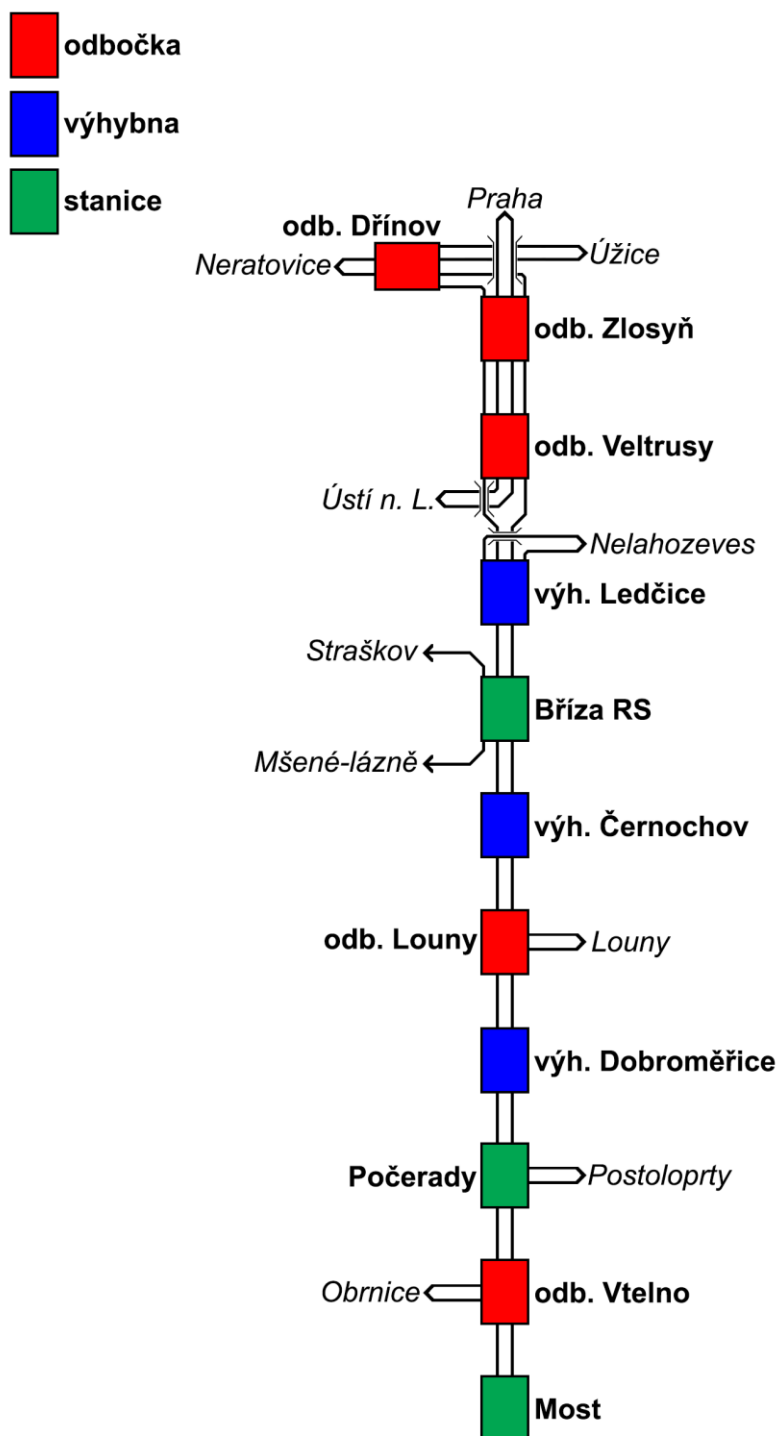 odbočka
výhybna
stanice
Praha
odb. Dřínov
Neratovice
Úžice
odb. Zlosyň
odb. Veltrusy
Ústí n. L.
Nelahozeves
výh. Ledčice
Straškov
Bříza RS
Mšené-lázně
výh. Černochov
odb. Louny
Louny
výh. Dobroměřice
Počerady
Postoloprty
Obrnice
odb. Vtelno
Most